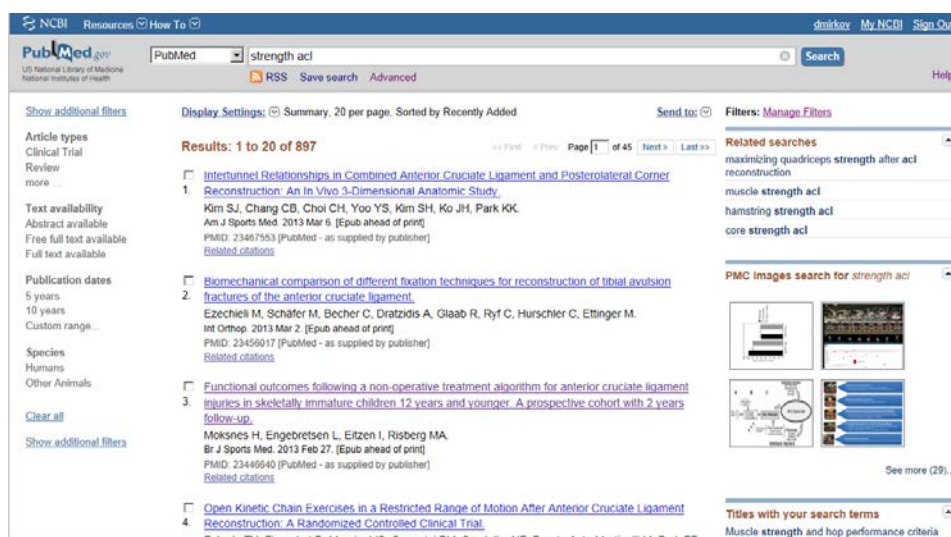 NCBI Resources How To dmirkov My NCBI Sign Out
PubMed.gov
US National Library of Medicine
National Institutes of Health
PubMed strength acl Search
RSS Save search Advanced
Help
Show additional filters
Article types
Clinical Trial
Review
more ...
Text availability
Abstract available
Free full text available
Full text available
Publication dates
5 years
10 years
Custom range...
Species
Humans
Other Animals
Clear all
Show additional filters
Display Settings: Summary, 20 per page, Sorted by Recently Added Send to:
Results: 1 to 20 of 897 << First < Prev Page 1 of 45 Next > Last >>
Intertunnel Relationships in Combined Anterior Cruciate Ligament and Posterolateral Corner
1. Reconstruction: An In Vivo 3-Dimensional Anatomic Study.
Kim SJ, Chang CB, Choi CH, Yoo YS, Kim SH, Ko JH, Park KK.
Am J Sports Med. 2013 Mar 6. [Epub ahead of print]
PMID: 23467553 [PubMed - as supplied by publisher]
Related citations
Biomechanical comparison of different fixation techniques for reconstruction of tibial avulsion
2. fractures of the anterior cruciate ligament.
Ezechieli M, Schäfer M, Becher C, Dratzidis A, Glaab R, Ryf C, Hurschler C, Ettinger M.
Int Orthop. 2013 Mar 2. [Epub ahead of print]
PMID: 23456017 [PubMed - as supplied by publisher]
Related citations
Functional outcomes following a non-operative treatment algorithm for anterior cruciate ligament
3. injuries in skeletally immature children 12 years and younger. A prospective cohort with 2 years
follow-up.
Moksnes H, Engebretsen L, Eitzen I, Risberg MA.
Br J Sports Med. 2013 Feb 27. [Epub ahead of print]
PMID: 23446640 [PubMed - as supplied by publisher]
Related citations
Open Kinetic Chain Exercises in a Restricted Range of Motion After Anterior Cruciate Ligament
4. Reconstruction: A Randomized Controlled Clinical Trial.
Filters: Manage Filters
Related searches
maximizing quadriceps strength after acl
reconstruction
muscle strength acl
hamstring strength acl
core strength acl
PMC Images search for strength acl
See more (29)...
Titles with your search terms
Muscle strength and hop performance criteria